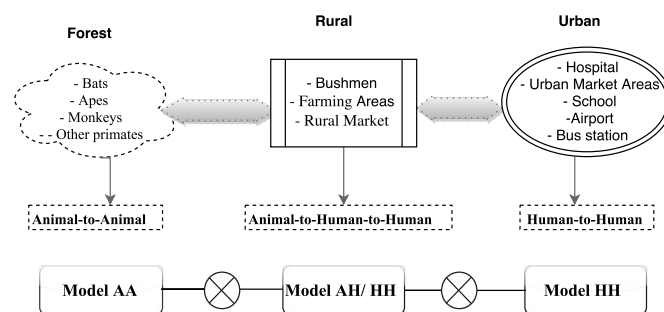 Forest
Rural
Urban
- Bats
- Apes
- Monkeys
- Other primates
- Bushmen
- Farming Areas
- Rural Market
- Hospital
- Urban Market Areas
- School
-Airport
- Bus station
Animal-to-Animal
Animal-to-Human-to-Human
Human-to-Human
Model AA
Model AH/ HH
Model HH